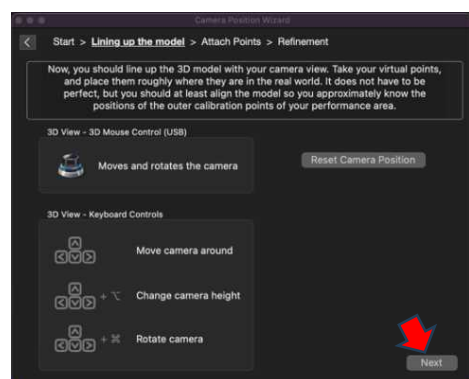 Camera Position Wizard
Start > Lining up the model > Attach Points > Refinement
Now, you should line up the 3D model with your camera view. Take your virtual points,
and place them roughly where they are in the real world. It does not have to be
perfect, but you should at least align the model so you approximately know the
positions of the outer calibration points of your performance area.
3D View - 3D Mouse Control (USB)
Moves and rotates the camera
Reset Camera Position
3D View - Keyboard Controls
Move camera around
+ ⌥ Change camera height
+ ⌘ Rotate camera
Next